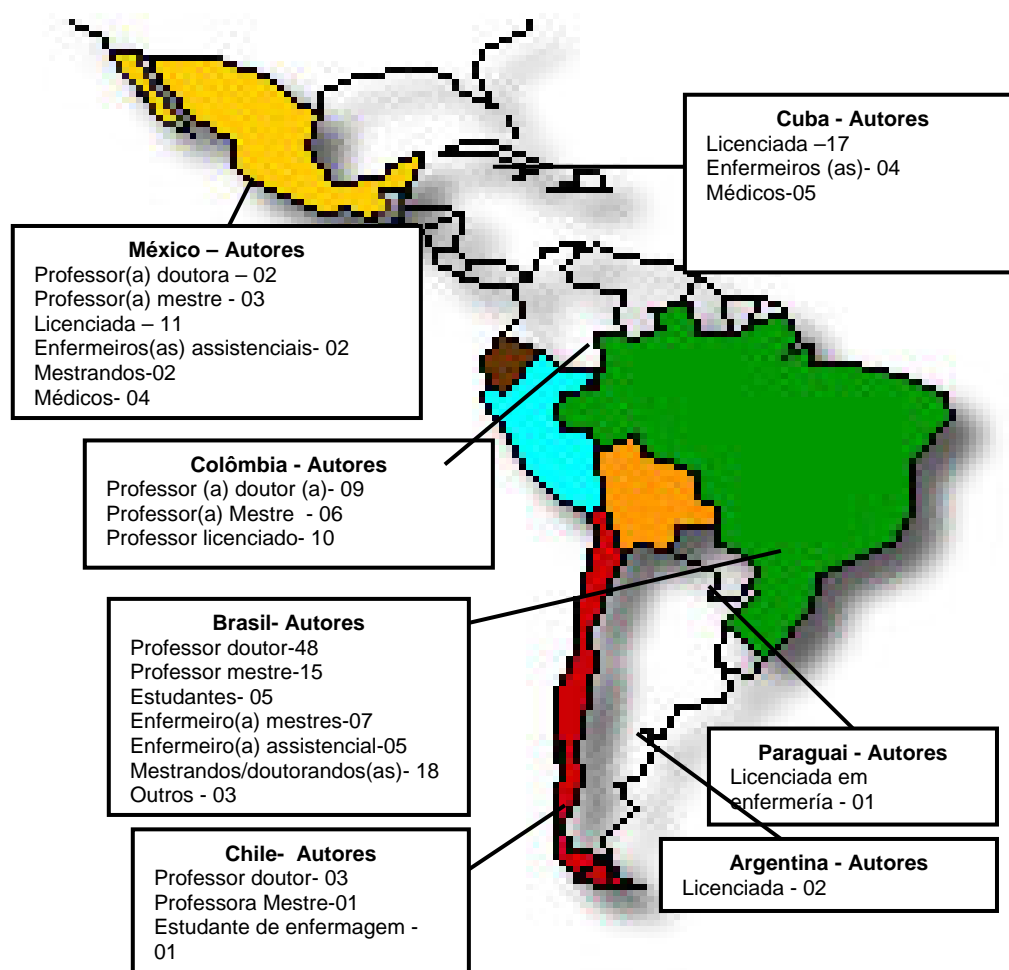 Cuba - Autores
Licenciada –17
Enfermeiros (as)- 04
Médicos-05
México – Autores
Professor(a) doutora – 02
Professor(a) mestre - 03
Licenciada – 11
Enfermeiros(as) assistenciais- 02
Mestrandos-02
Médicos- 04
Colômbia - Autores
Professor (a) doutor (a)- 09
Professor(a) Mestre - 06
Professor licenciado- 10
Brasil- Autores
Professor doutor-48
Professor mestre-15
Estudantes- 05
Enfermeiro(a) mestres-07
Enfermeiro(a) assistencial-05
Mestrandos/doutorandos(as)- 18
Outros - 03
Paraguai - Autores
Licenciada em
enfermería - 01
Chile- Autores
Professor doutor- 03
Professora Mestre-01
Estudante de enfermagem -
01
Argentina - Autores
Licenciada - 02